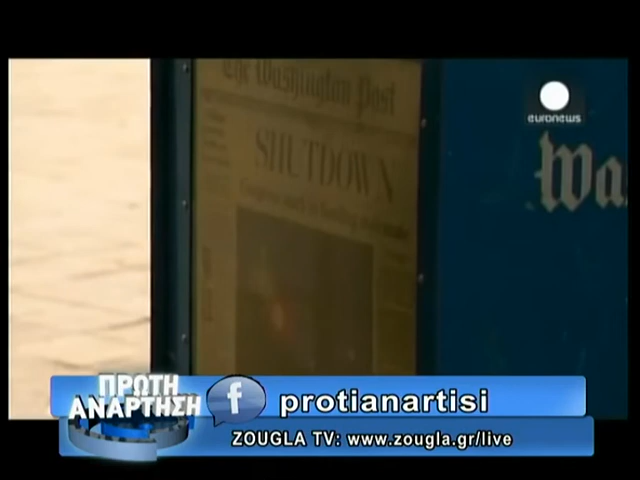 The Washington Post
SHUTDOWN
euronews
Wa
ΠΡΩΤΗ
ΑΝΑΡΤΗΣΗ
f
protianartisi
ZOUGLA TV: www.zougla.gr/live